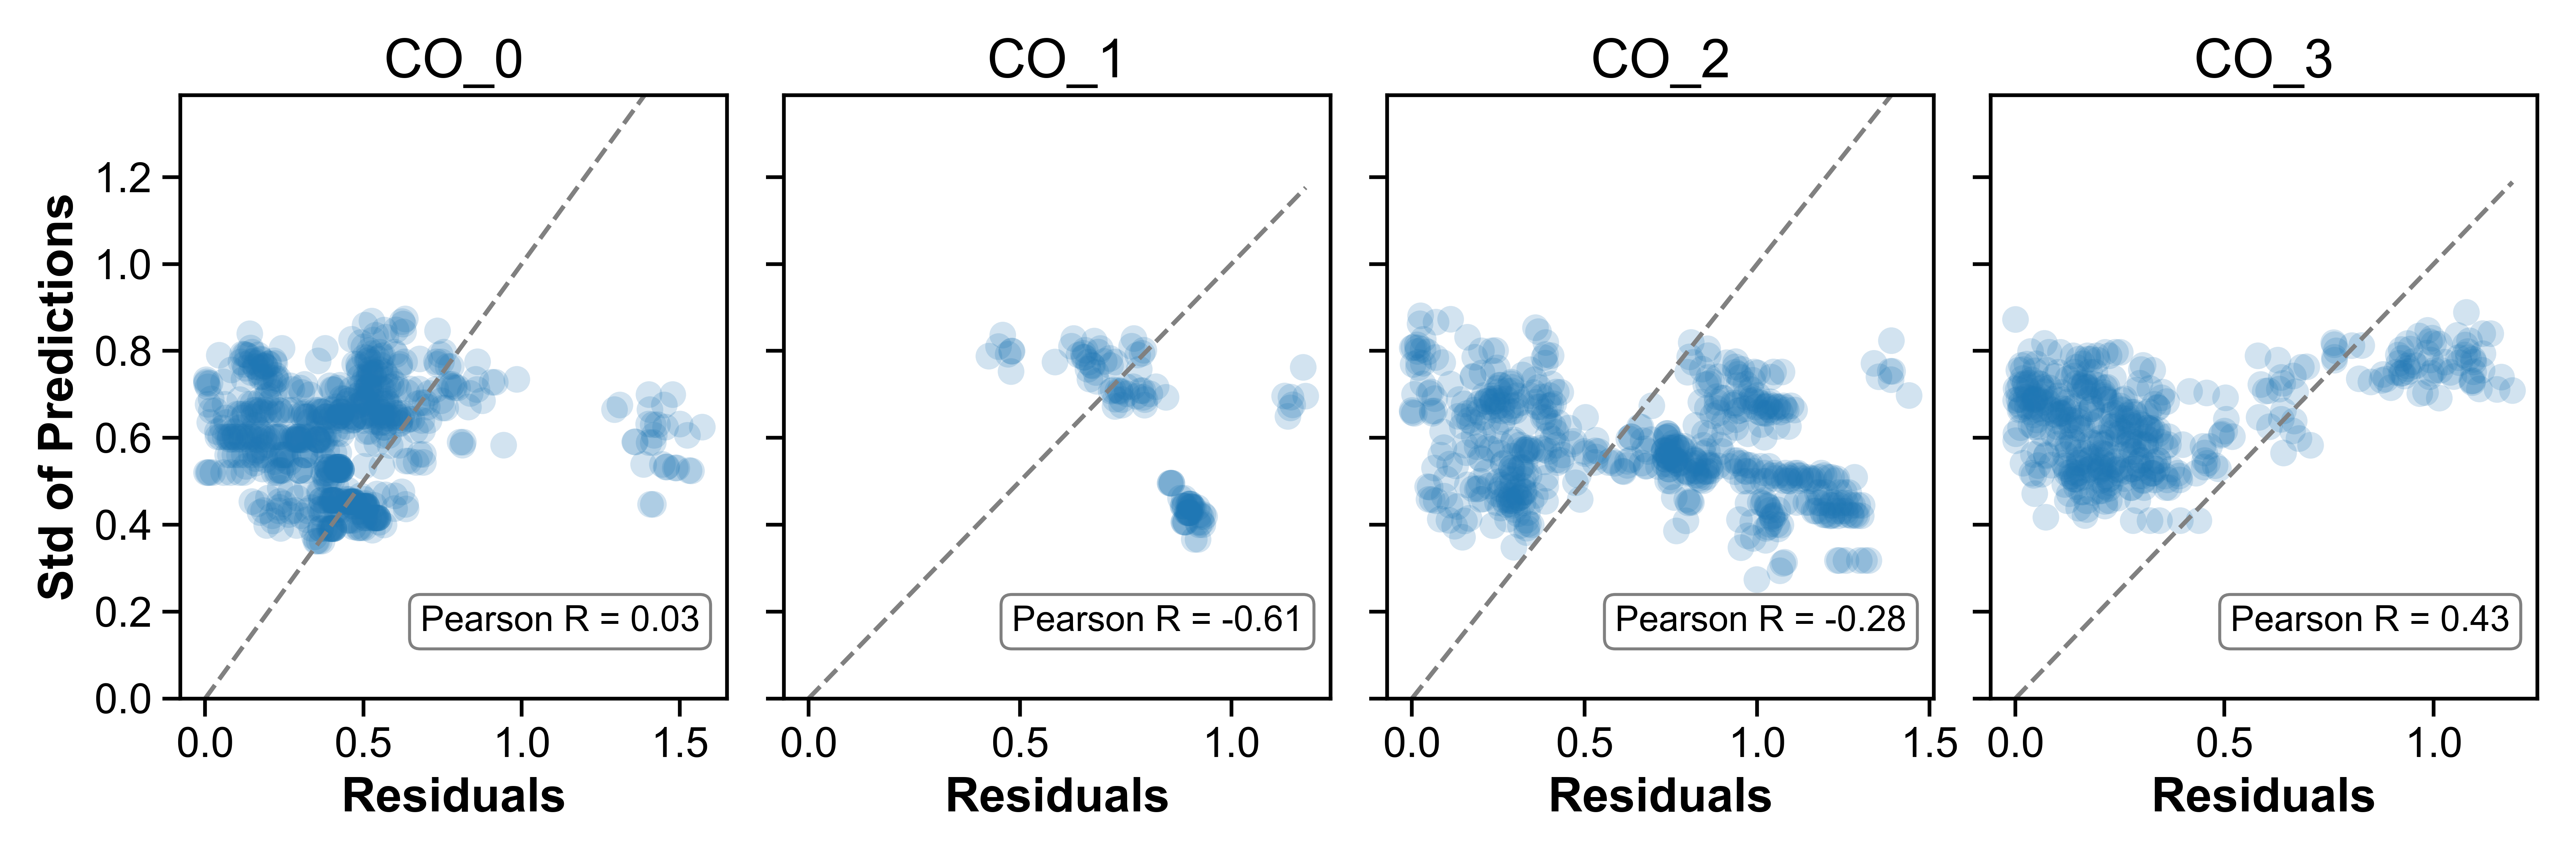 CO_0
CO_1
CO_2
CO_3
Std of Predictions
1.2
1.0
0.8
0.6
0.4
0.2
0.0
Pearson R = 0.03
Pearson R = -0.61
Pearson R = -0.28
Pearson R = 0.43
0.0 0.5 1.0 1.5
0.0 0.5 1.0
0.0 0.5 1.0 1.5
0.0 0.5 1.0
Residuals
Residuals
Residuals
Residuals